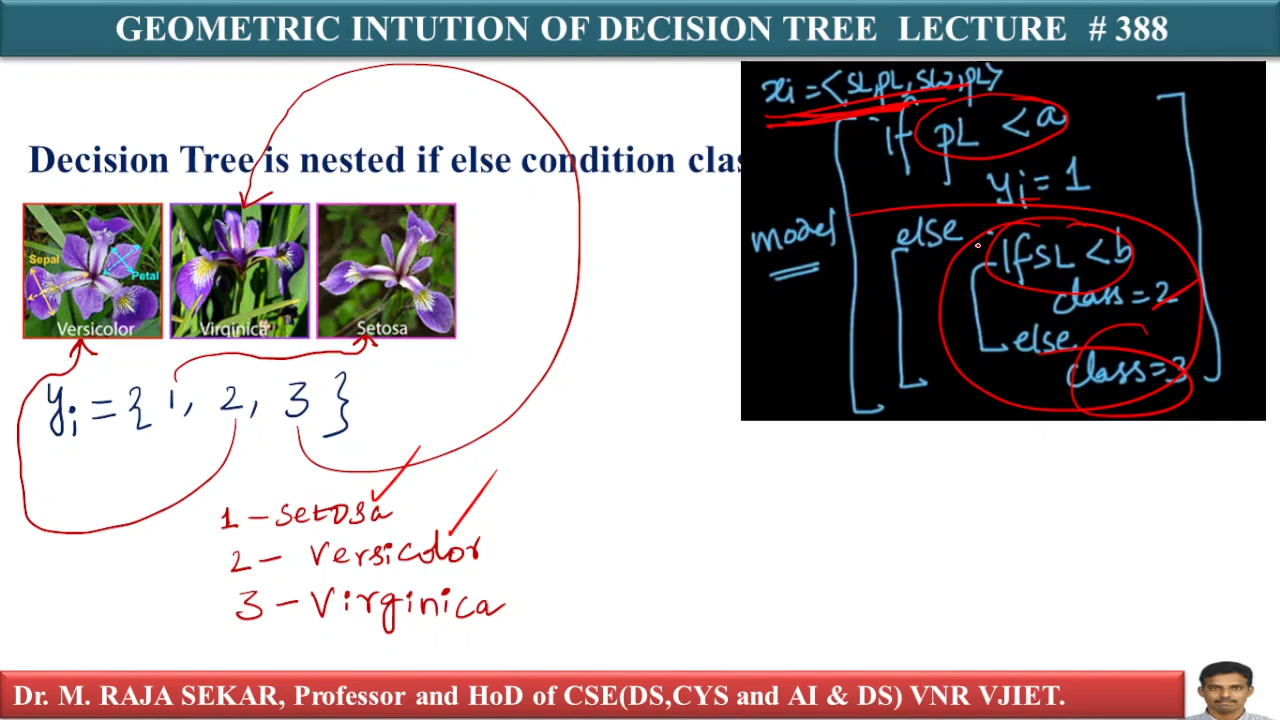 GEOMETRIC INTUTION OF DECISION TREE LECTURE # 388
Decision Tree is nested if else condition clas
Sepal
Petal
Versicolor
Virginica
Setosa
yi = { 1, 2, 3 }
1 - Setosa
2 - Versicolor
3 - Virginica
xi = <SL, PL, SW, PL>
if PL < a
yi = 1
model
else
If SL < b
class = 2
else
class = 3
Dr. M. RAJA SEKAR, Professor and HoD of CSE(DS,CYS and AI & DS) VNR VJIET.